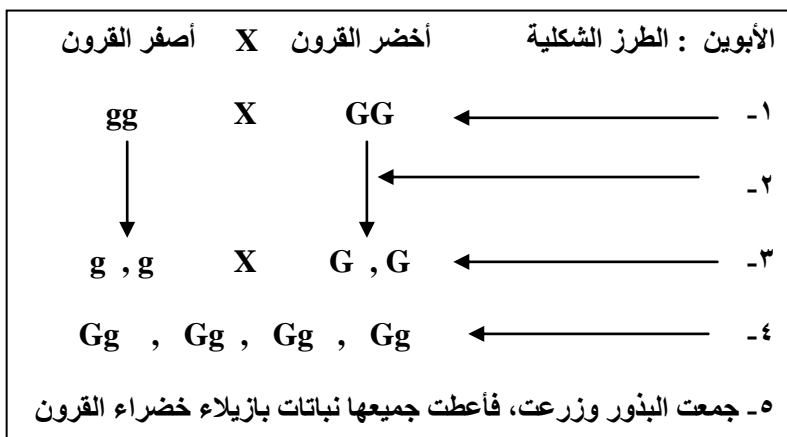 الأبوين : الطرز الشكلية أخضر القرون X أصفر القرون
١- GG X gg
٢-
٣- G , G X g , g
٤- Gg , Gg , Gg , Gg
٥- جمعت البذور وزرعت، فأعطت جميعها نباتات بازيلاء خضراء القرون